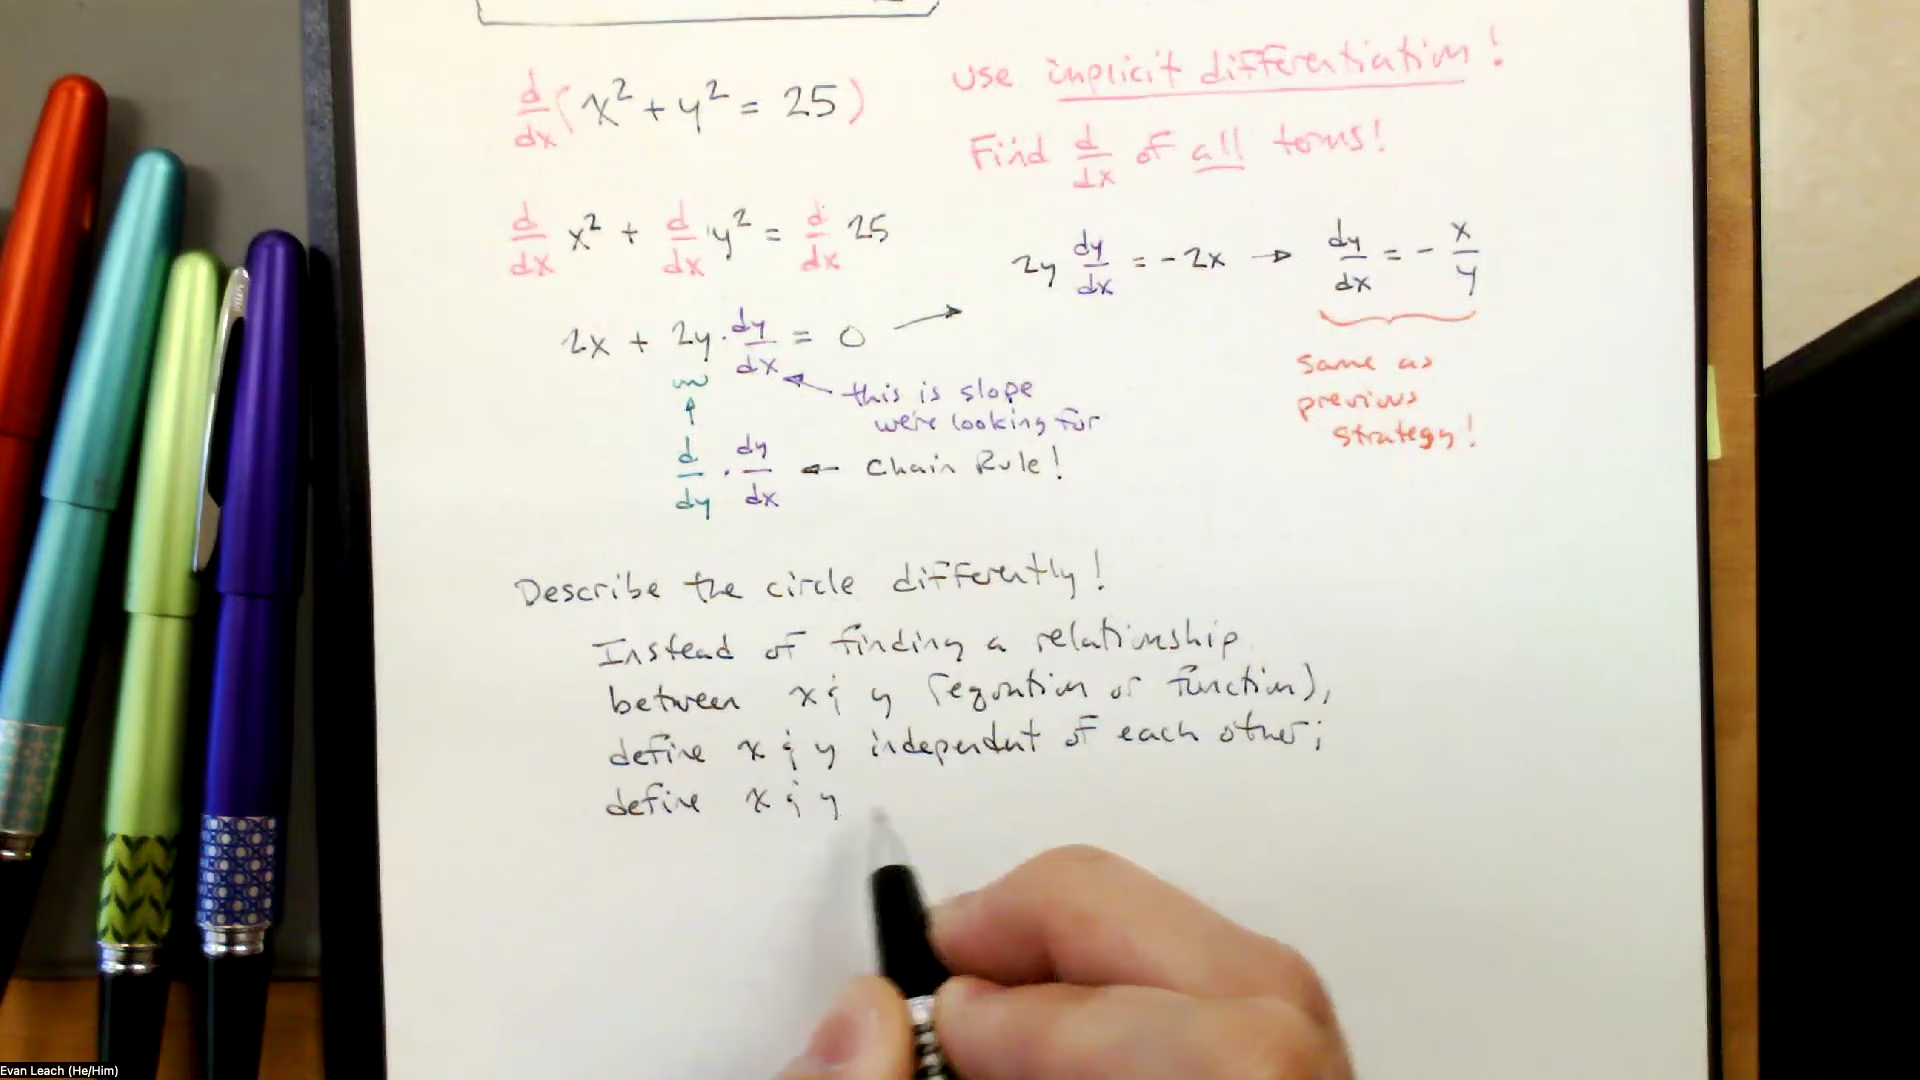 d/dx (x² + y² = 25)
Use implicit differentiation!
Find d/dx of all terms!
d/dx x² + d/dx y² = d/dx 25
2y dy/dx = -2x → dy/dx = - x/y
2x + 2y · dy/dx = 0 →
same as
previous
strategy!
this is slope
we're looking for
d/dy · dy/dx ← Chain Rule!
Describe the circle differently!
Instead of finding a relationship
between x & y (equation or function),
define x & y independent of each other;
define x & y
Evan Leach (He/Him)